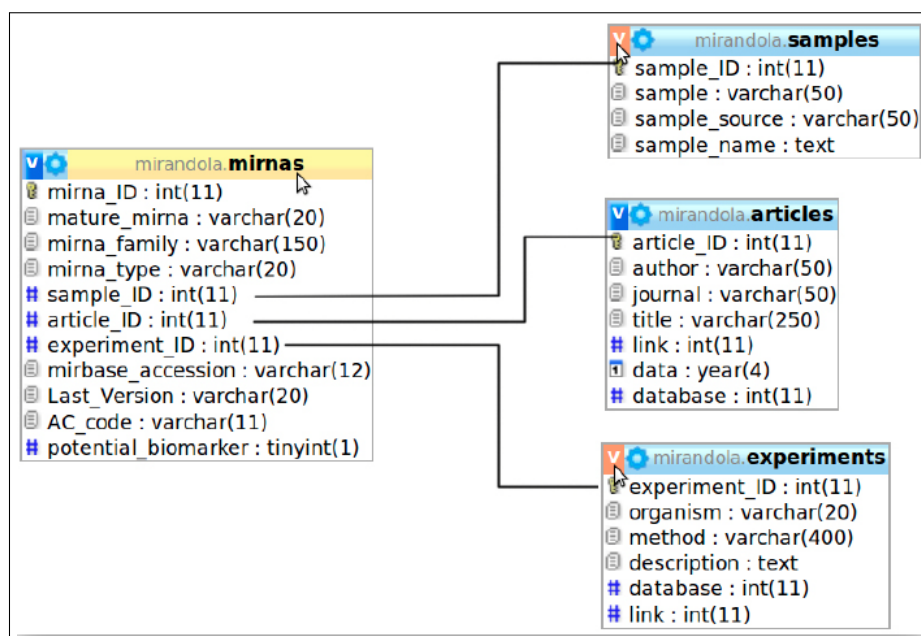 mirandola.samples
sample_ID : int(11)
sample : varchar(50)
sample_source : varchar(50)
sample_name : text
mirandola.mirnas
mirna_ID : int(11)
mature_mirna : varchar(20)
mirna_family : varchar(150)
mirna_type : varchar(20)
# sample_ID : int(11)
# article_ID : int(11)
# experiment_ID : int(11)
mirbase_accession : varchar(12)
Last_Version : varchar(20)
AC_code : varchar(11)
# potential_biomarker : tinyint(1)
mirandola.articles
article_ID : int(11)
author : varchar(50)
journal : varchar(50)
title : varchar(250)
# link : int(11)
data : year(4)
# database : int(11)
mirandola.experiments
experiment_ID : int(11)
organism : varchar(20)
method : varchar(400)
description : text
# database : int(11)
# link : int(11)